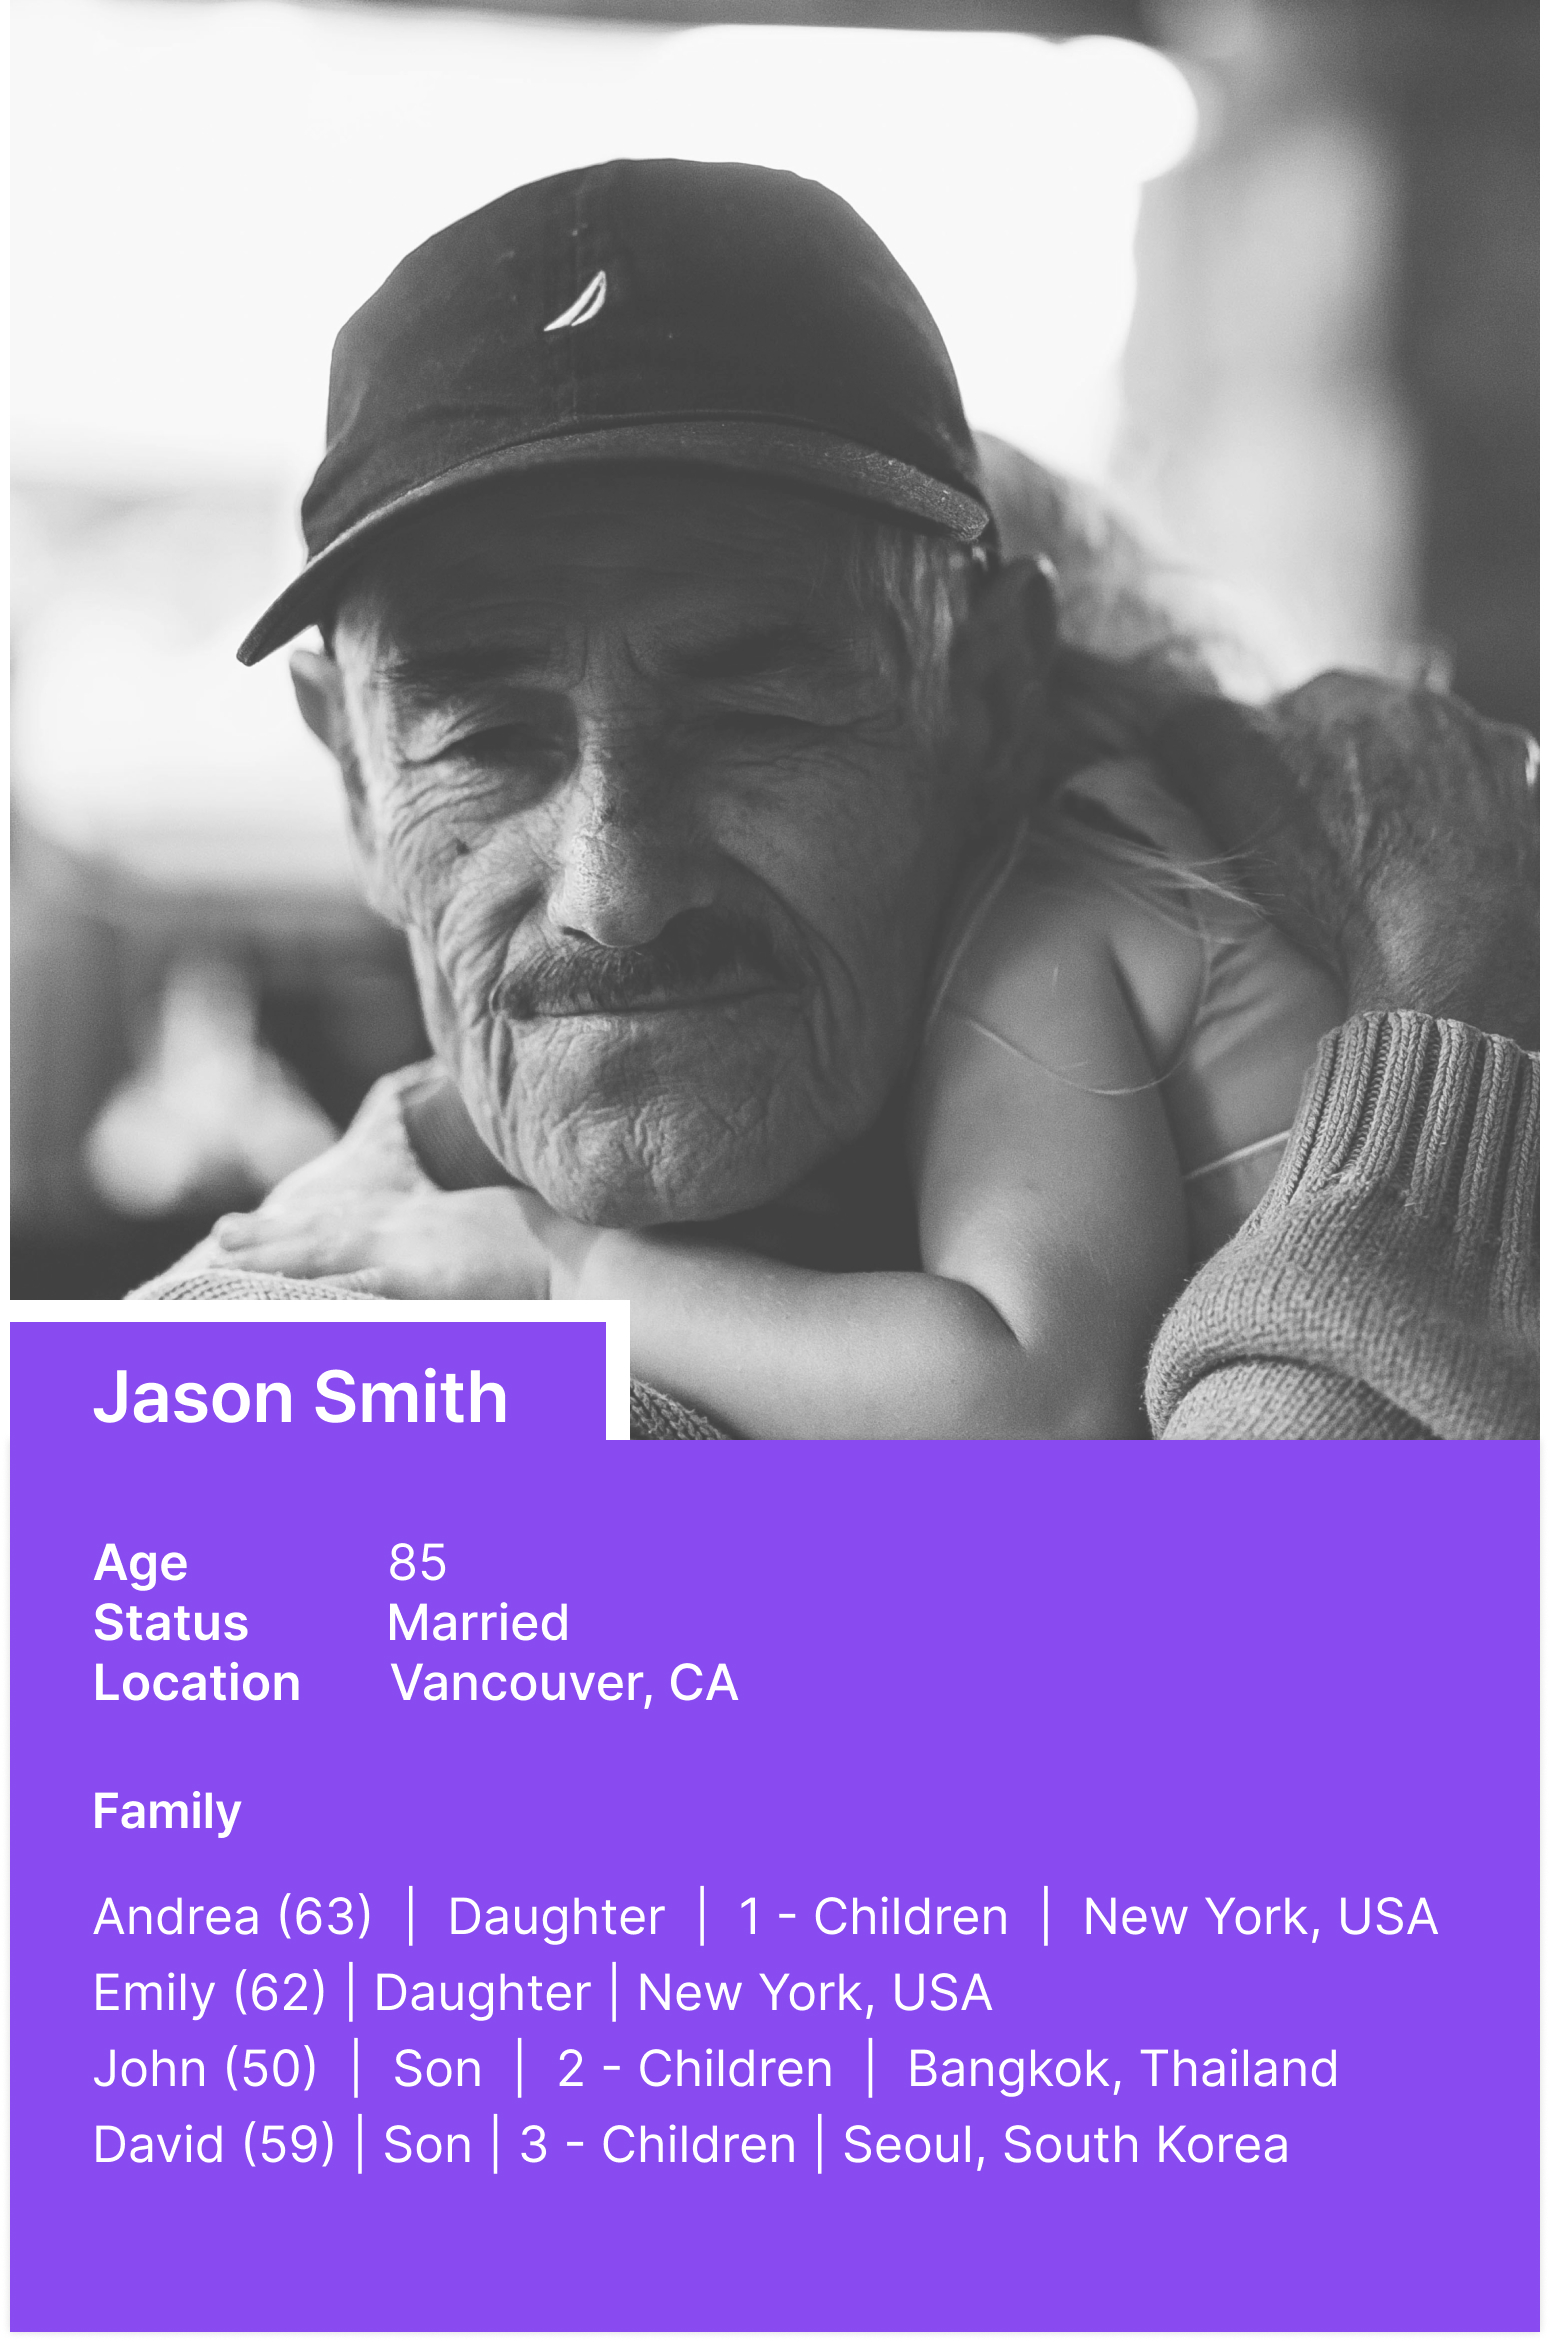 Jason Smith
Age 85
Status Married
Location Vancouver, CA
Family
Andrea (63) | Daughter | 1 - Children | New York, USA
Emily (62) | Daughter | New York, USA
John (50) | Son | 2 - Children | Bangkok, Thailand
David (59) | Son | 3 - Children | Seoul, South Korea